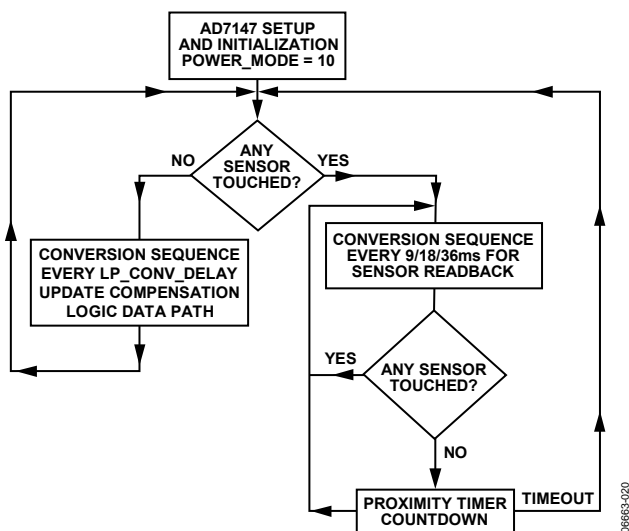 AD7147 SETUP
AND INITIALIZATION
POWER_MODE = 10
NO
ANY
SENSOR
TOUCHED?
YES
CONVERSION SEQUENCE
EVERY LP_CONV_DELAY
UPDATE COMPENSATION
LOGIC DATA PATH
CONVERSION SEQUENCE
EVERY 9/18/36ms FOR
SENSOR READBACK
YES
ANY SENSOR
TOUCHED?
NO
PROXIMITY TIMER
COUNTDOWN
TIMEOUT
06663-020